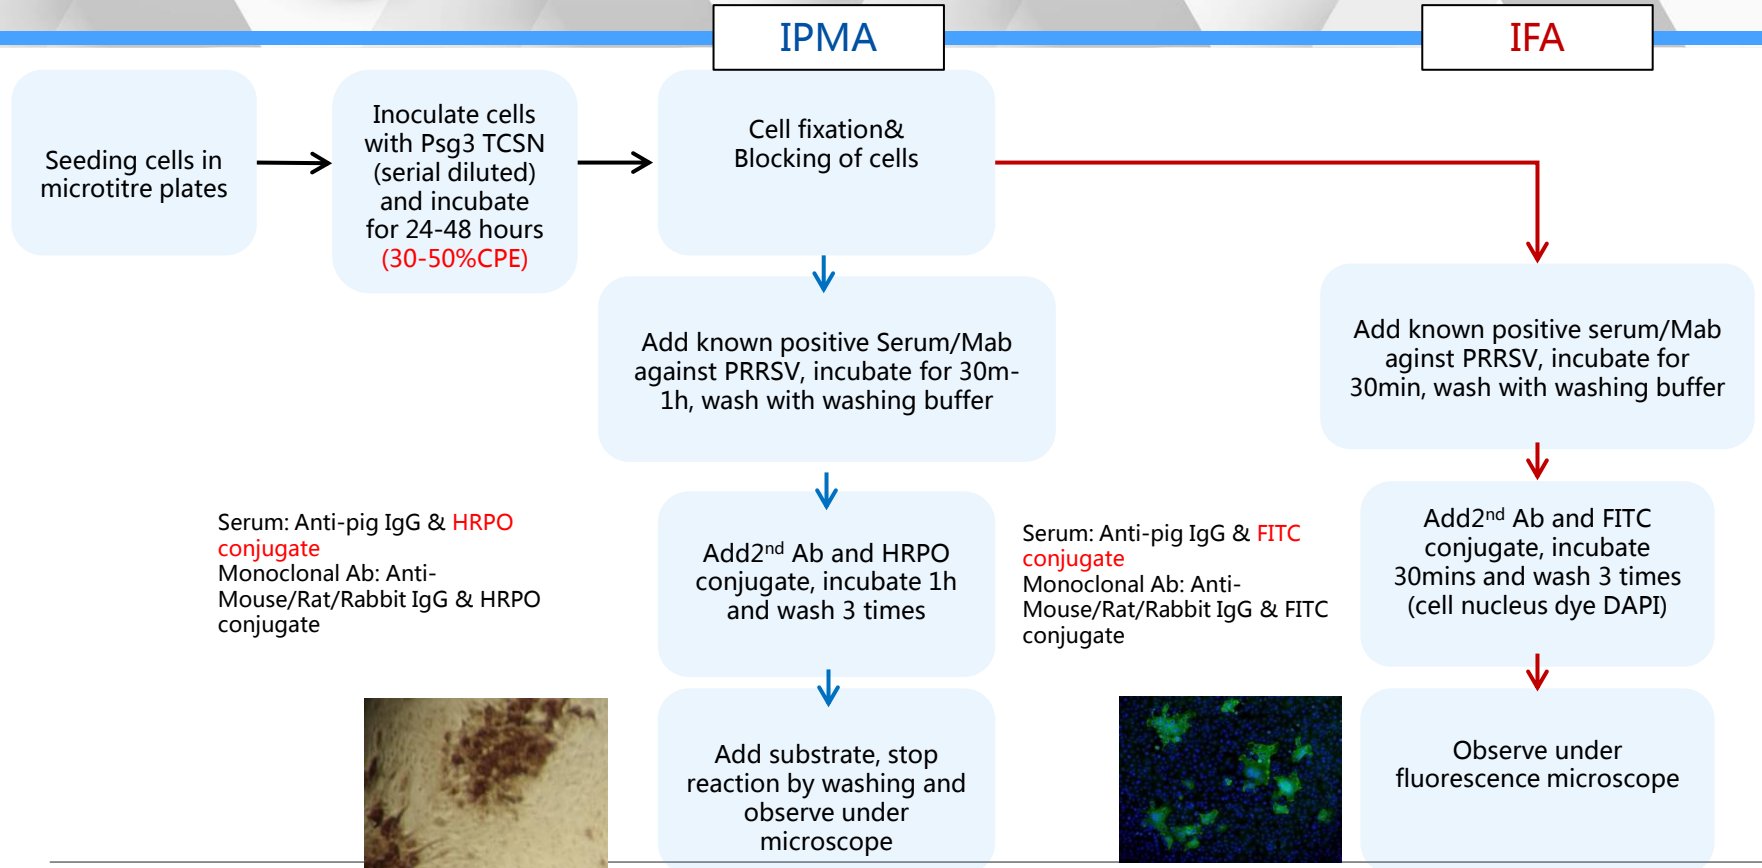 IPMA
IFA
Seeding cells in
microtitre plates
Inoculate cells
with Psg3 TCSN
(serial diluted)
and incubate
for 24-48 hours
(30-50%CPE)
Cell fixation&
Blocking of cells
Add known positive Serum/Mab
against PRRSV, incubate for 30m-
1h, wash with washing buffer
Add known positive serum/Mab
aginst PRRSV, incubate for
30min, wash with washing buffer
Serum: Anti-pig IgG & HRPO
conjugate
Monoclonal Ab: Anti-
Mouse/Rat/Rabbit IgG & HRPO
conjugate
Add2nd Ab and HRPO
conjugate, incubate 1h
and wash 3 times
Serum: Anti-pig IgG & FITC
conjugate
Monoclonal Ab: Anti-
Mouse/Rat/Rabbit IgG & FITC
conjugate
Add2nd Ab and FITC
conjugate, incubate
30mins and wash 3 times
(cell nucleus dye DAPI)
Add substrate, stop
reaction by washing and
observe under
microscope
Observe under
fluorescence microscope